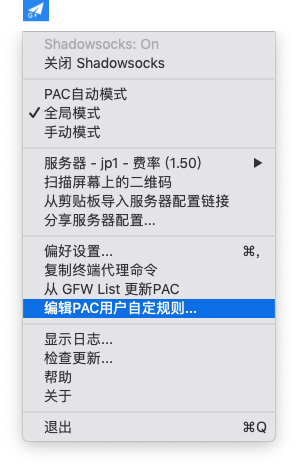 G
Shadowsocks: On
关闭 Shadowsocks
PAC自动模式
✓ 全局模式
手动模式
服务器 - jp1 - 费率 (1.50) ▶
扫描屏幕上的二维码
从剪贴板导入服务器配置链接
分享服务器配置...
偏好设置... ⌘,
复制终端代理命令
从 GFW List 更新PAC
编辑PAC用户自定规则...
显示日志...
检查更新...
帮助
关于
退出 ⌘Q